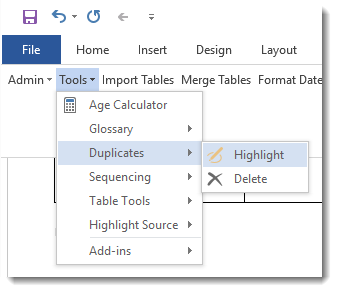 File Home Insert Design Layout
Admin Tools Import Tables Merge Tables Format Date
Age Calculator
Glossary
Duplicates Highlight
Sequencing Delete
Table Tools
Highlight Source
Add-ins